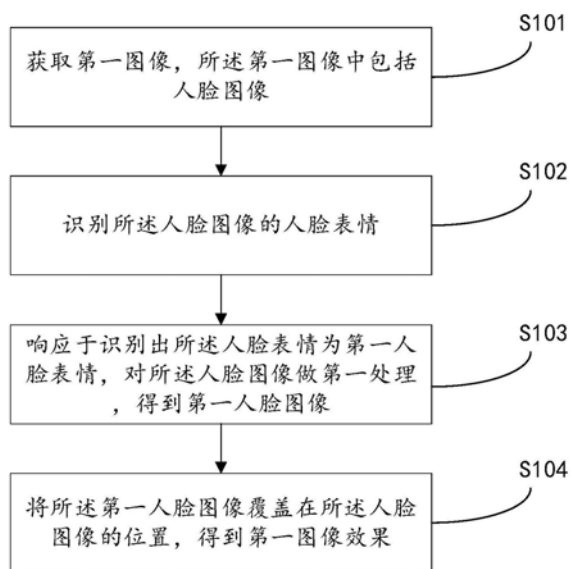 S101
获取第一图像，所述第一图像中包括
人脸图像
S102
识别所述人脸图像的人脸表情
S103
响应于识别出所述人脸表情为第一人
脸表情，对所述人脸图像做第一处理
，得到第一人脸图像
S104
将所述第一人脸图像覆盖在所述人脸
图像的位置，得到第一图像效果